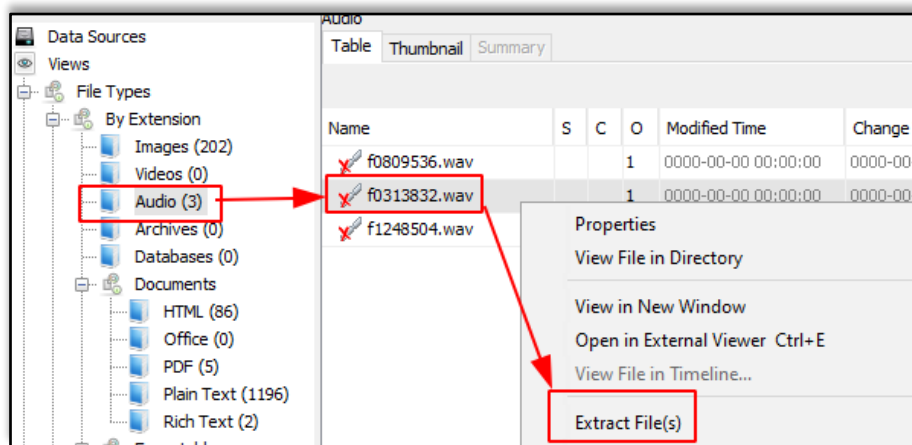 Data Sources
Views
File Types
By Extension
Images (202)
Videos (0)
Audio (3)
Archives (0)
Databases (0)
Documents
HTML (86)
Office (0)
PDF (5)
Plain Text (1196)
Rich Text (2)
Audio
Table Thumbnail Summary
Name S C O Modified Time Change
f0809536.wav 1 0000-00-00 00:00:00 0000-00
f0313832.wav 1 0000-00-00 00:00:00 0000-00
f1248504.wav
Properties
View File in Directory
View in New Window
Open in External Viewer Ctrl+E
View File in Timeline...
Extract File(s)